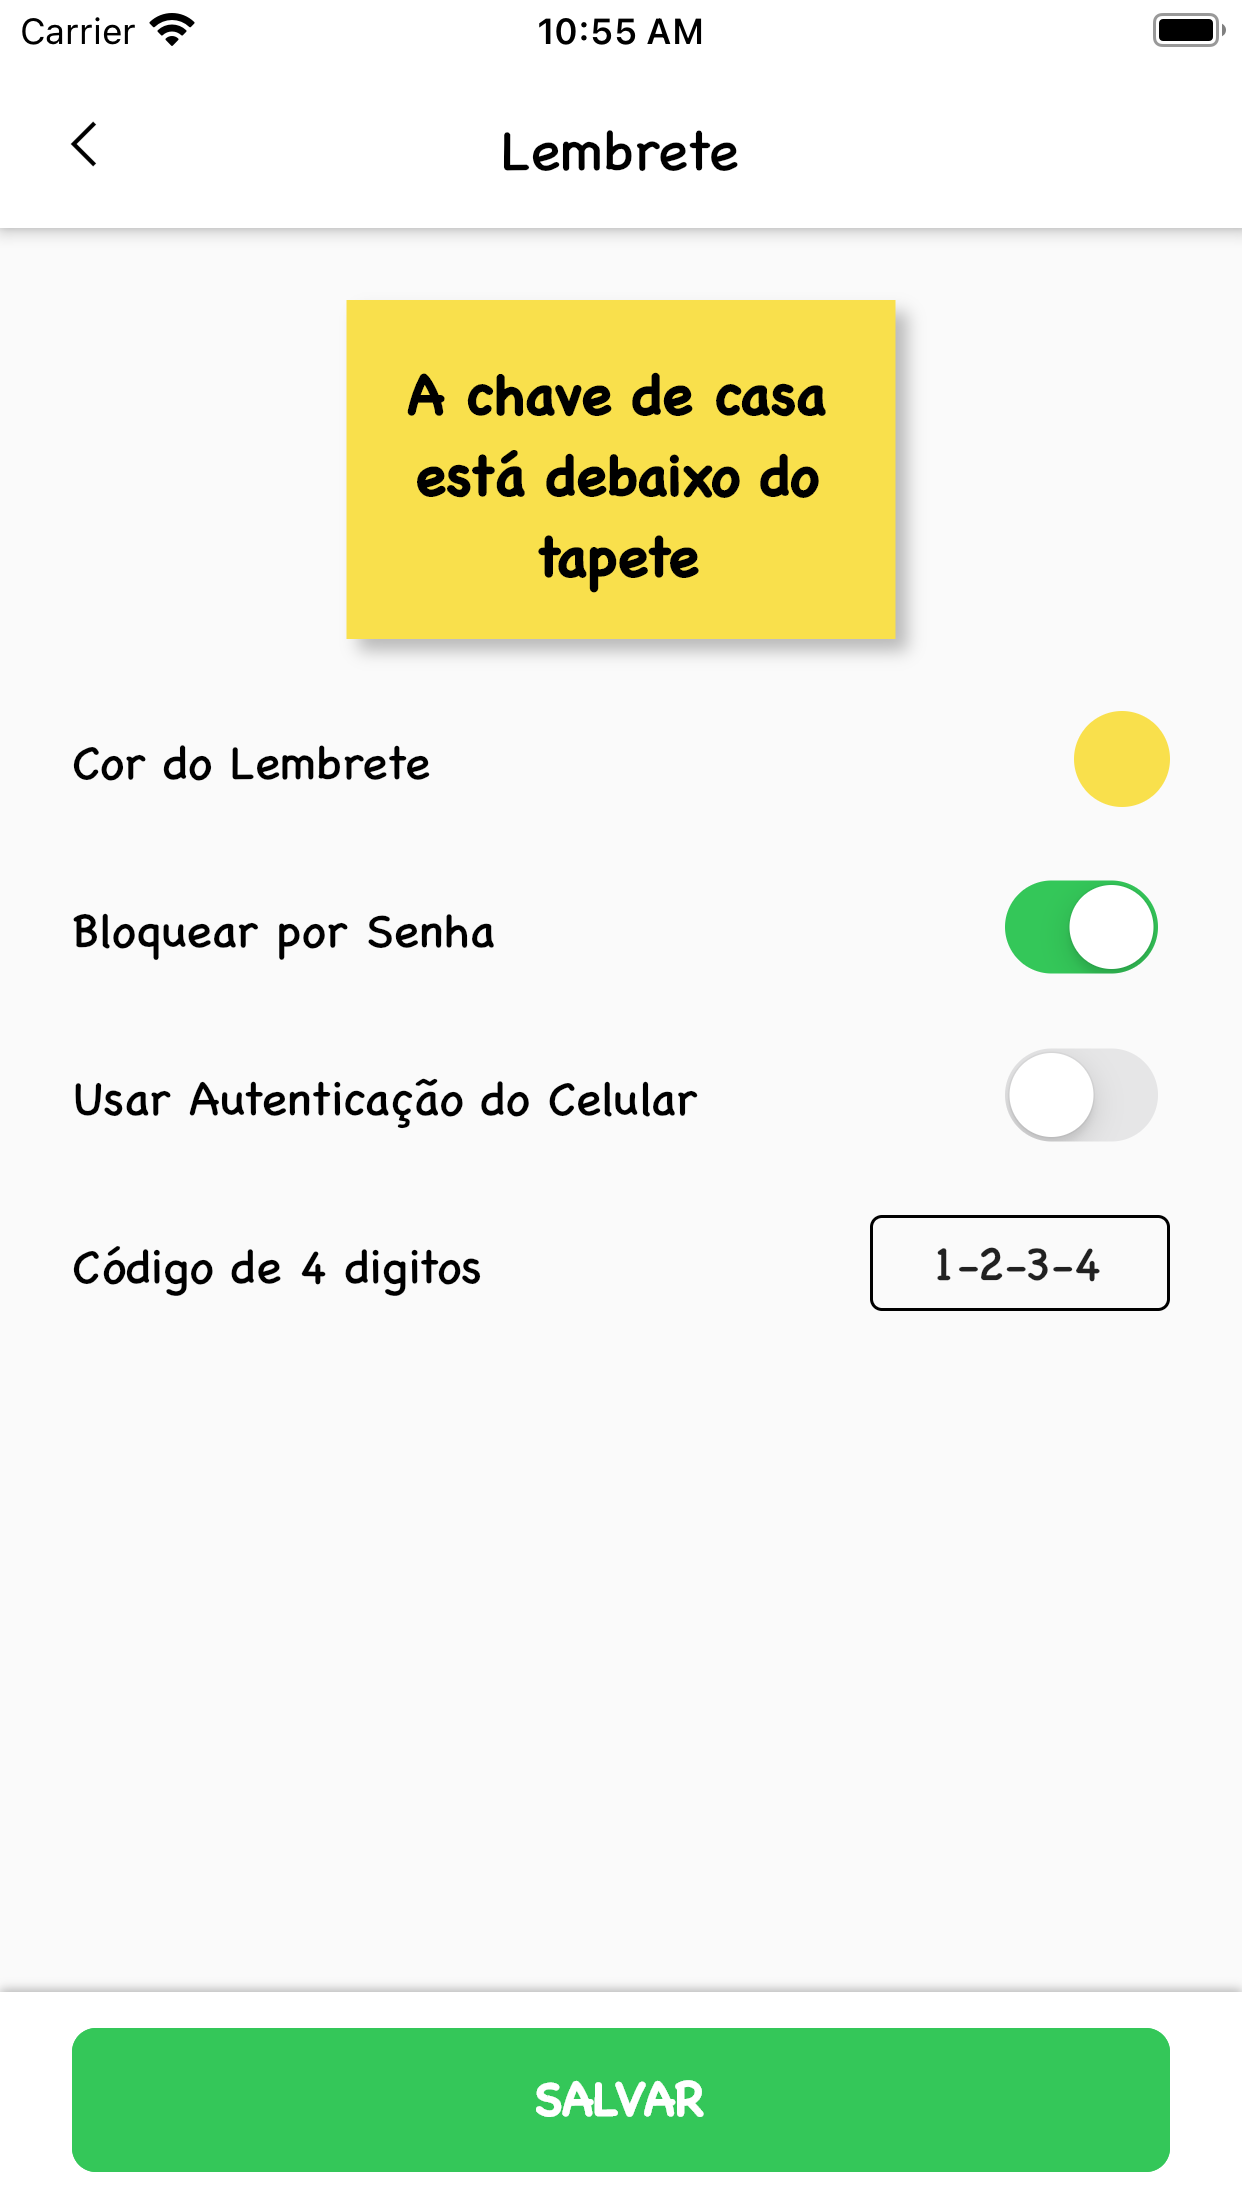 Carrier 10:55 AM
Lembrete
A chave de casa
está debaixo do
tapete
Cor do Lembrete
Bloquear por Senha
Usar Autenticação do Celular
Código de 4 digitos 1-2-3-4
SALVAR